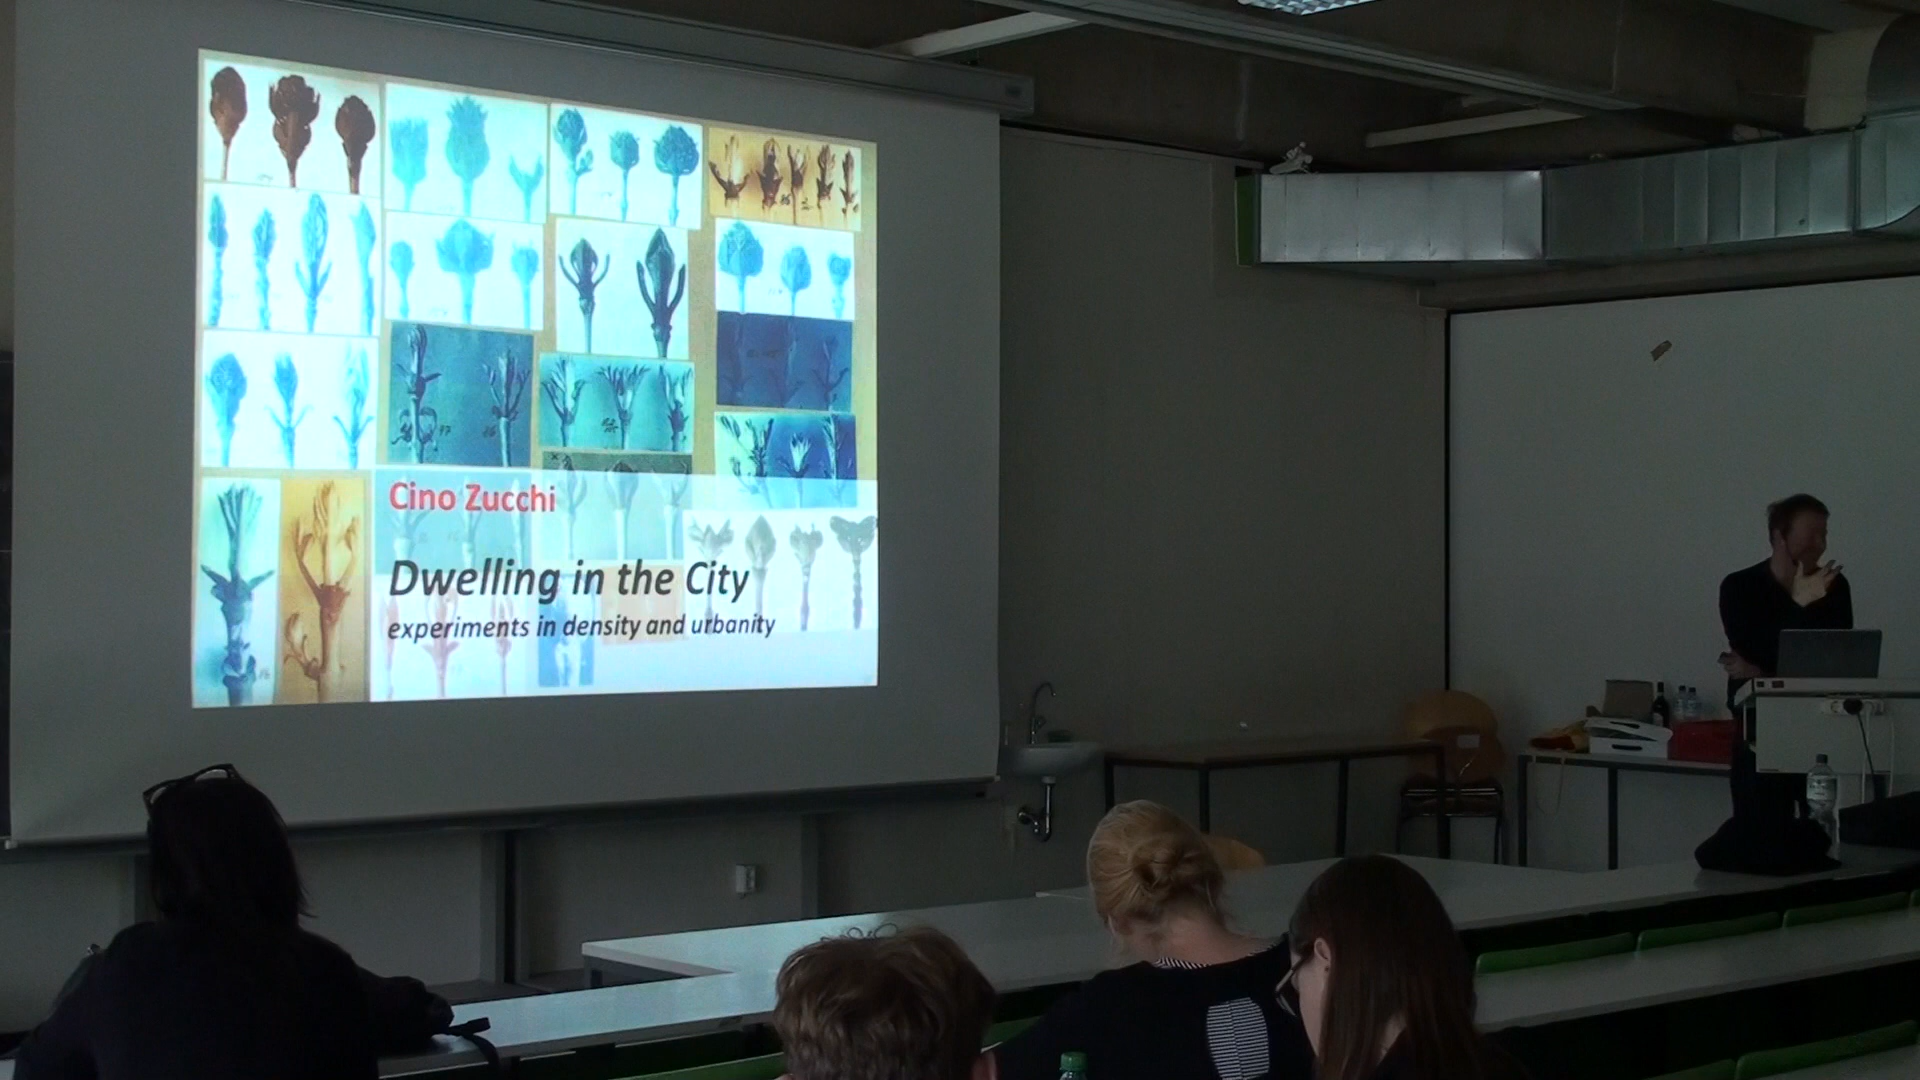 Cino Zucchi
Dwelling in the City
experiments in density and urbanity